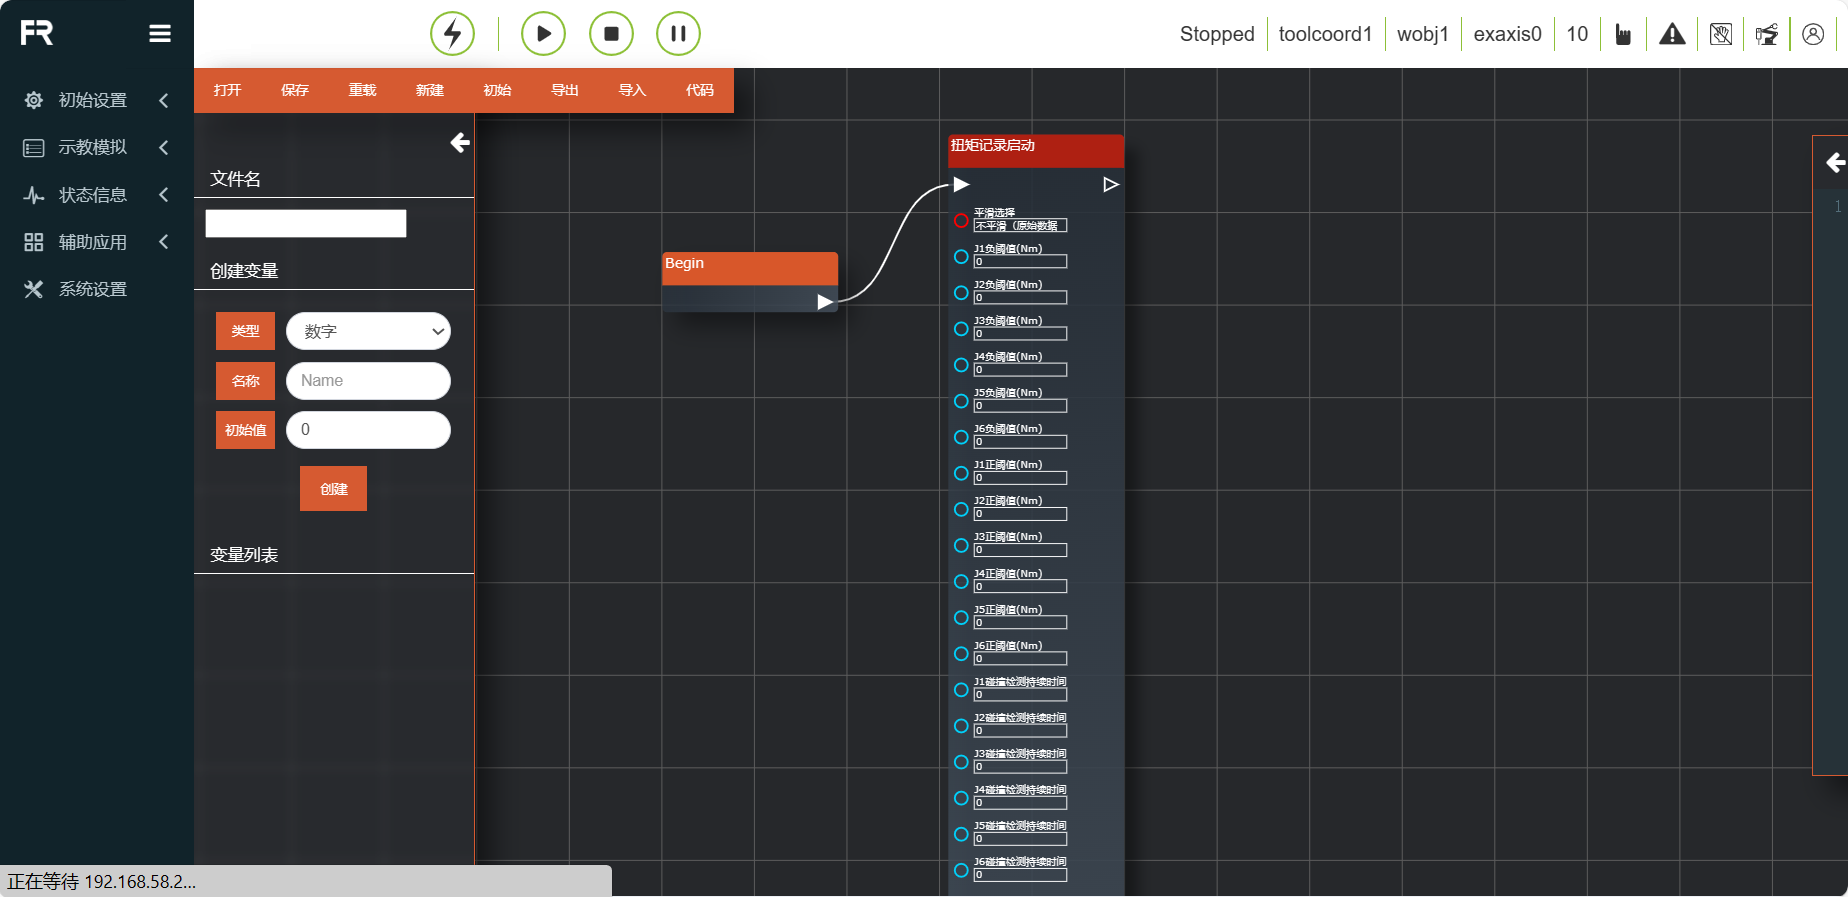 FR
Stopped
toolcoord1
wobj1
exaxis0
10
初始设置
示教模拟
状态信息
辅助应用
系统设置
打开
保存
重载
新建
初始
导出
导入
代码
文件名
创建变量
类型
数字
名称
Name
初始值
0
创建
变量列表
Begin
扭矩记录启动
平滑选择
不平滑（原始数据
J1负阈值(Nm)
0
J2负阈值(Nm)
0
J3负阈值(Nm)
0
J4负阈值(Nm)
0
J5负阈值(Nm)
0
J6负阈值(Nm)
0
J1正阈值(Nm)
0
J2正阈值(Nm)
0
J3正阈值(Nm)
0
J4正阈值(Nm)
0
J5正阈值(Nm)
0
J6正阈值(Nm)
0
J1碰撞检测持续时间
0
J2碰撞检测持续时间
0
J3碰撞检测持续时间
0
J4碰撞检测持续时间
0
J5碰撞检测持续时间
0
J6碰撞检测持续时间
0
1
正在等待 192.168.58.2...